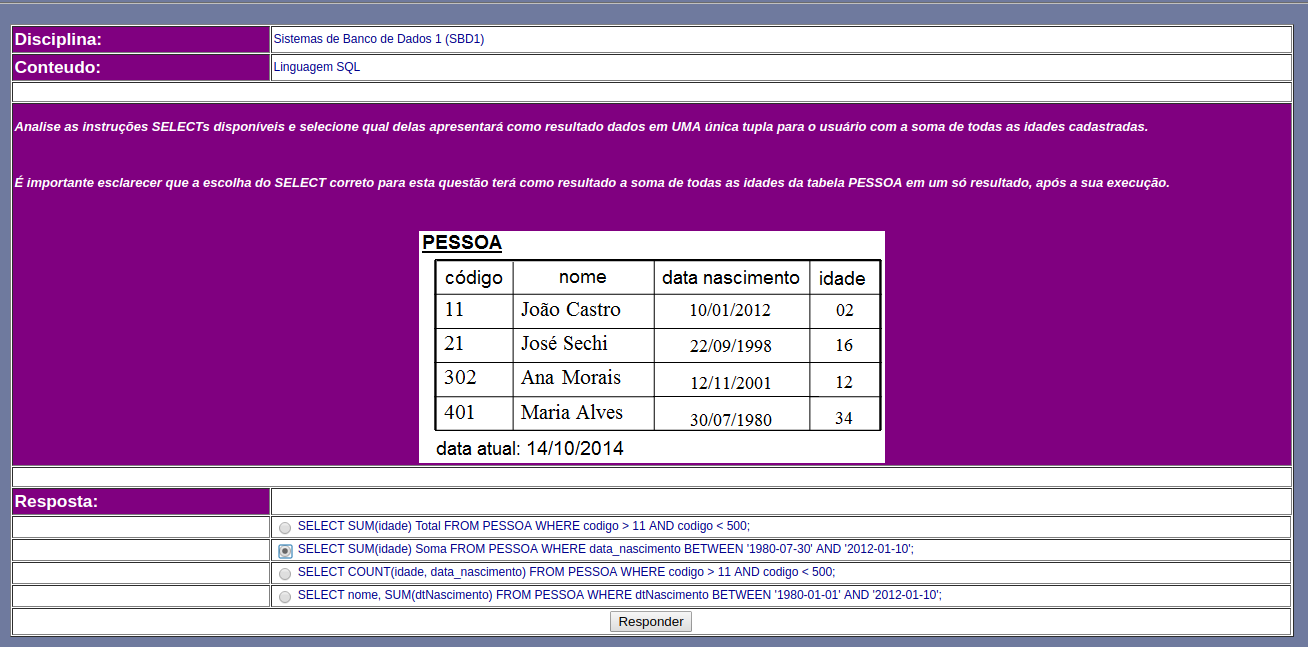 Disciplina: Sistemas de Banco de Dados 1 (SBD1)
Conteudo: Linguagem SQL
Analise as instruções SELECTs disponíveis e selecione qual delas apresentará como resultado dados em UMA única tupla para o usuário com a soma de todas as idades cadastradas.
É importante esclarecer que a escolha do SELECT correto para esta questão terá como resultado a soma de todas as idades da tabela PESSOA em um só resultado, após a sua execução.
PESSOA
código nome data nascimento idade
11 João Castro 10/01/2012 02
21 José Sechi 22/09/1998 16
302 Ana Morais 12/11/2001 12
401 Maria Alves 30/07/1980 34
data atual: 14/10/2014
Resposta:
SELECT SUM(idade) Total FROM PESSOA WHERE codigo > 11 AND codigo < 500;
SELECT SUM(idade) Soma FROM PESSOA WHERE data_nascimento BETWEEN '1980-07-30' AND '2012-01-10';
SELECT COUNT(idade, data_nascimento) FROM PESSOA WHERE codigo > 11 AND codigo < 500;
SELECT nome, SUM(dtNascimento) FROM PESSOA WHERE dtNascimento BETWEEN '1980-01-01' AND '2012-01-10';
Responder